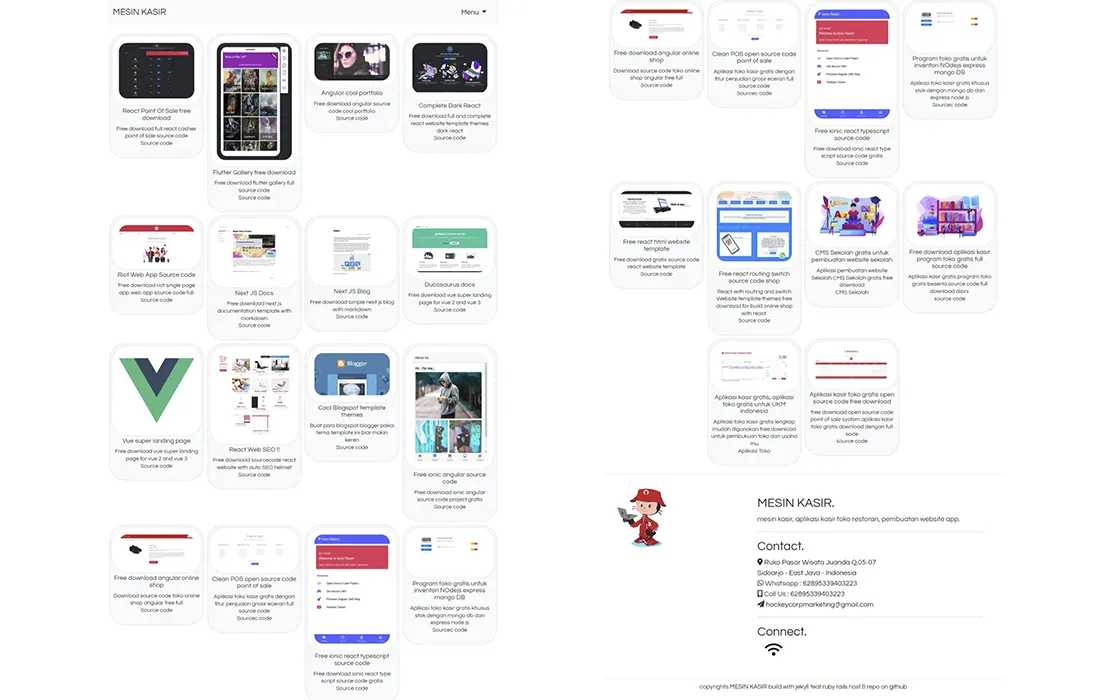 MESIN KASIR
Menu
React Point Of Sale free
download
Free download full react cashier
point of sale source code
Source code
Flutter Gallery free download
Free download flutter gallery full
source code
Source code
Angular cool portfolio
Free download angular source
code cool portfolio
Source code
Complete Dark React
Free download full and complete
react website template themes
dark react
Source code
Riot Web App Source code
Free download riot single page
app web app source code full
Source code
Next JS Docs
Free download next js
documentation template with
markdown
Source code
Next JS Blog
Free download simple next js blog
with markdown
Source code
Ducosaurus docs
Free download vue super landing
page for vue 2 and vue 3
Source code
Vue super landing page
Free download vue super landing
page for vue 2 and vue 3
Source code
React Web SEO !!
Free download sourcecode react
website with auto SEO helmet
Source code
Blogger
Cool Blogspot template
themes
Buat para blogspot blogger pakai
tema template ini biar makin
keren
Source code
About Us
Free ionic angular source
code
Free download ionic angular
source code project gratis
Source code
Free download angular online
shop
Download source code toko online
shop angular free full
Source code
Clean POS open source code
point of sale
Aplikasi toko kasir gratis dengan
fitur penjualan grosir eceran full
source code
Sourcec code
Free ionic react typescript
source code
Free download ionic react type
script source code gratis
Source code
Program toko gratis untuk
inventori NOdejs express
mongo DB
Aplikasi toko kasir gratis khusus
stok dengan mongo db dan
express node js
Sourcec code
Free download angular online
shop
Download source code toko online
shop angular free full
Source code
Clean POS open source code
point of sale
Aplikasi toko kasir gratis dengan
fitur penjualan grosir eceran full
source code
Sourcec code
Free ionic react typescript
source code
Free download ionic react type
script source code gratis
Source code
Program toko gratis untuk
inventori NOdejs express
mongo DB
Aplikasi toko kasir gratis khusus
stok dengan mongo db dan
express node js
Sourcec code
Free react html website
template
Free download gratis source code
react website template
Source code
Free react routing switch
source code shop
React with routing and switch
Website template themes free
download for build online shop
with react
Source code
CMS Sekolah gratis untuk
pembuatan website sekolah
Aplikasi pembuatan website
Sekolah CMS Sekolah gratis free
download
CMS Sekolah
Free download aplikasi kasir
program toko gratis full
source code
Aplikasi kasir gratis program toko
gratis beserta source code full
download disini
source code
Aplikasi kasir gratis, aplikasi
toko gratis untuk UKM
indonesia
Aplikasi toko kasir gratis lengkap
mudah digunakan free download
untuk pembukuan toko dan usaha
mu
Aplikasi Toko
Aplikasi kasir toko gratis open
source code free download
free download open source code
point of sale system aplikasi kasir
toko gratis download dengan full
kode
source code
MESIN KASIR.
mesin kasir, aplikasi kasir toko restoran, pembuatan website app.
Contact.
Ruko Pasar Wisata Juanda Q,05-07
Sidoarjo - East Java - Indonesia
Whatsapp : 62895339403223
Call Us : 62895339403223
hockeycorpmarketing@gmail.com
Connect.
copyrights MESIN KASIR build with jekyll feat ruby rails host & repo on github